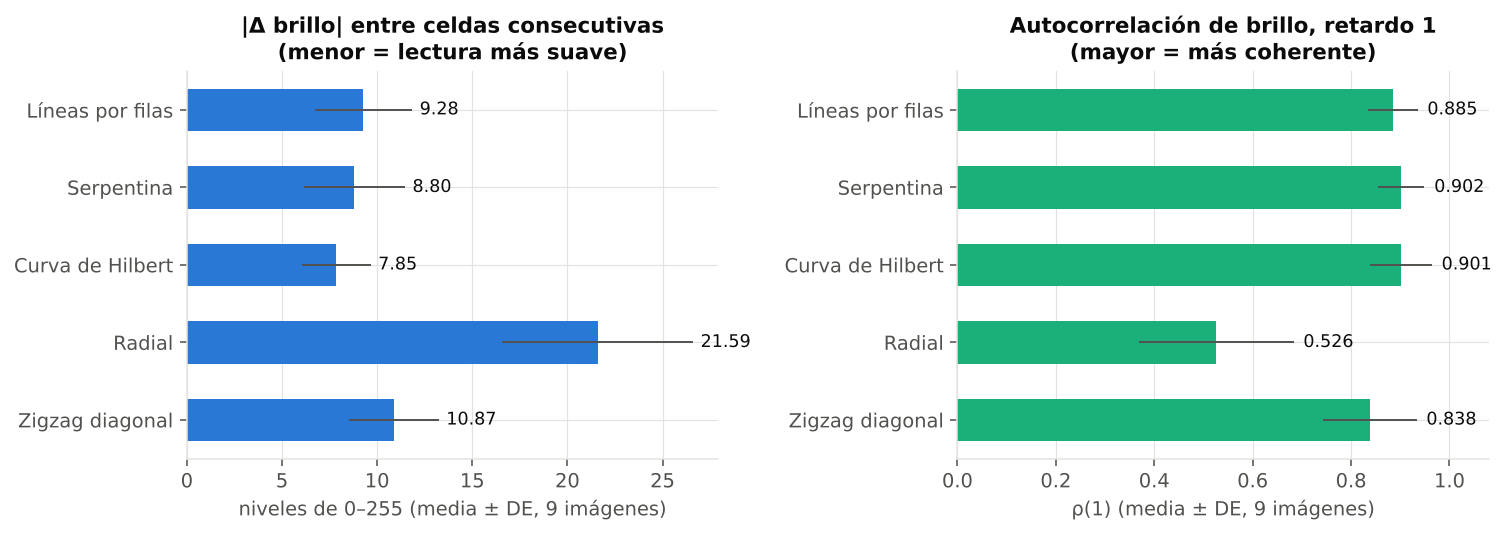 |Δ brillo| entre celdas consecutivas
(menor = lectura más suave)
Líneas por filas
9.28
Serpentina
8.80
Curva de Hilbert
7.85
Radial
21.59
Zigzag diagonal
10.87
0 5 10 15 20 25
niveles de 0–255 (media ± DE, 9 imágenes)
Autocorrelación de brillo, retardo 1
(mayor = más coherente)
Líneas por filas
0.885
Serpentina
0.902
Curva de Hilbert
0.901
Radial
0.526
Zigzag diagonal
0.838
0.0 0.2 0.4 0.6 0.8 1.0
ρ(1) (media ± DE, 9 imágenes)